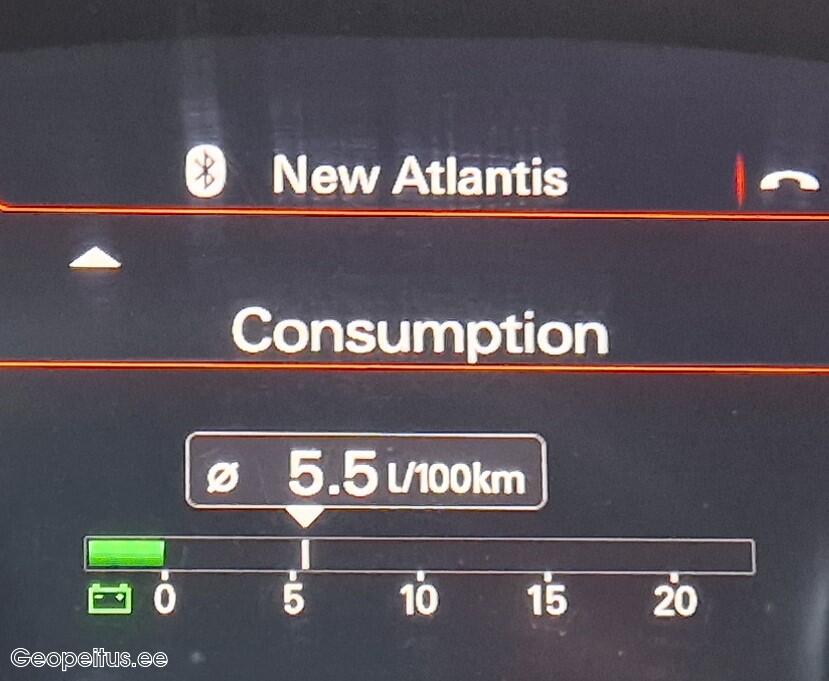 New Atlantis
Consumption
ø 5.5 l/100km
0 5 10 15 20
Geopeitus.ee